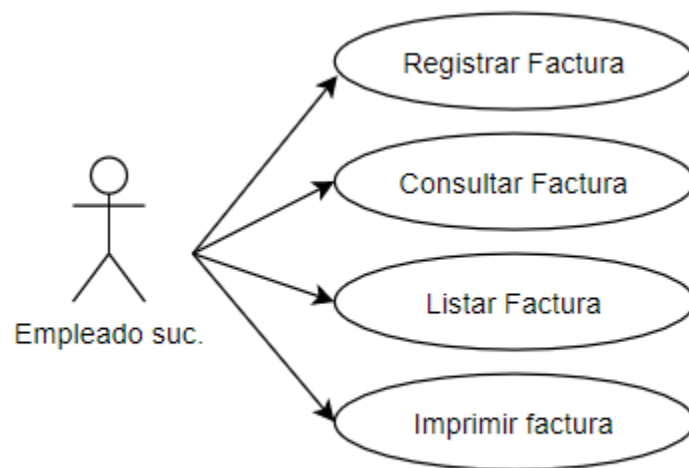 Registrar Factura
Consultar Factura
Listar Factura
Empleado suc.
Imprimir factura